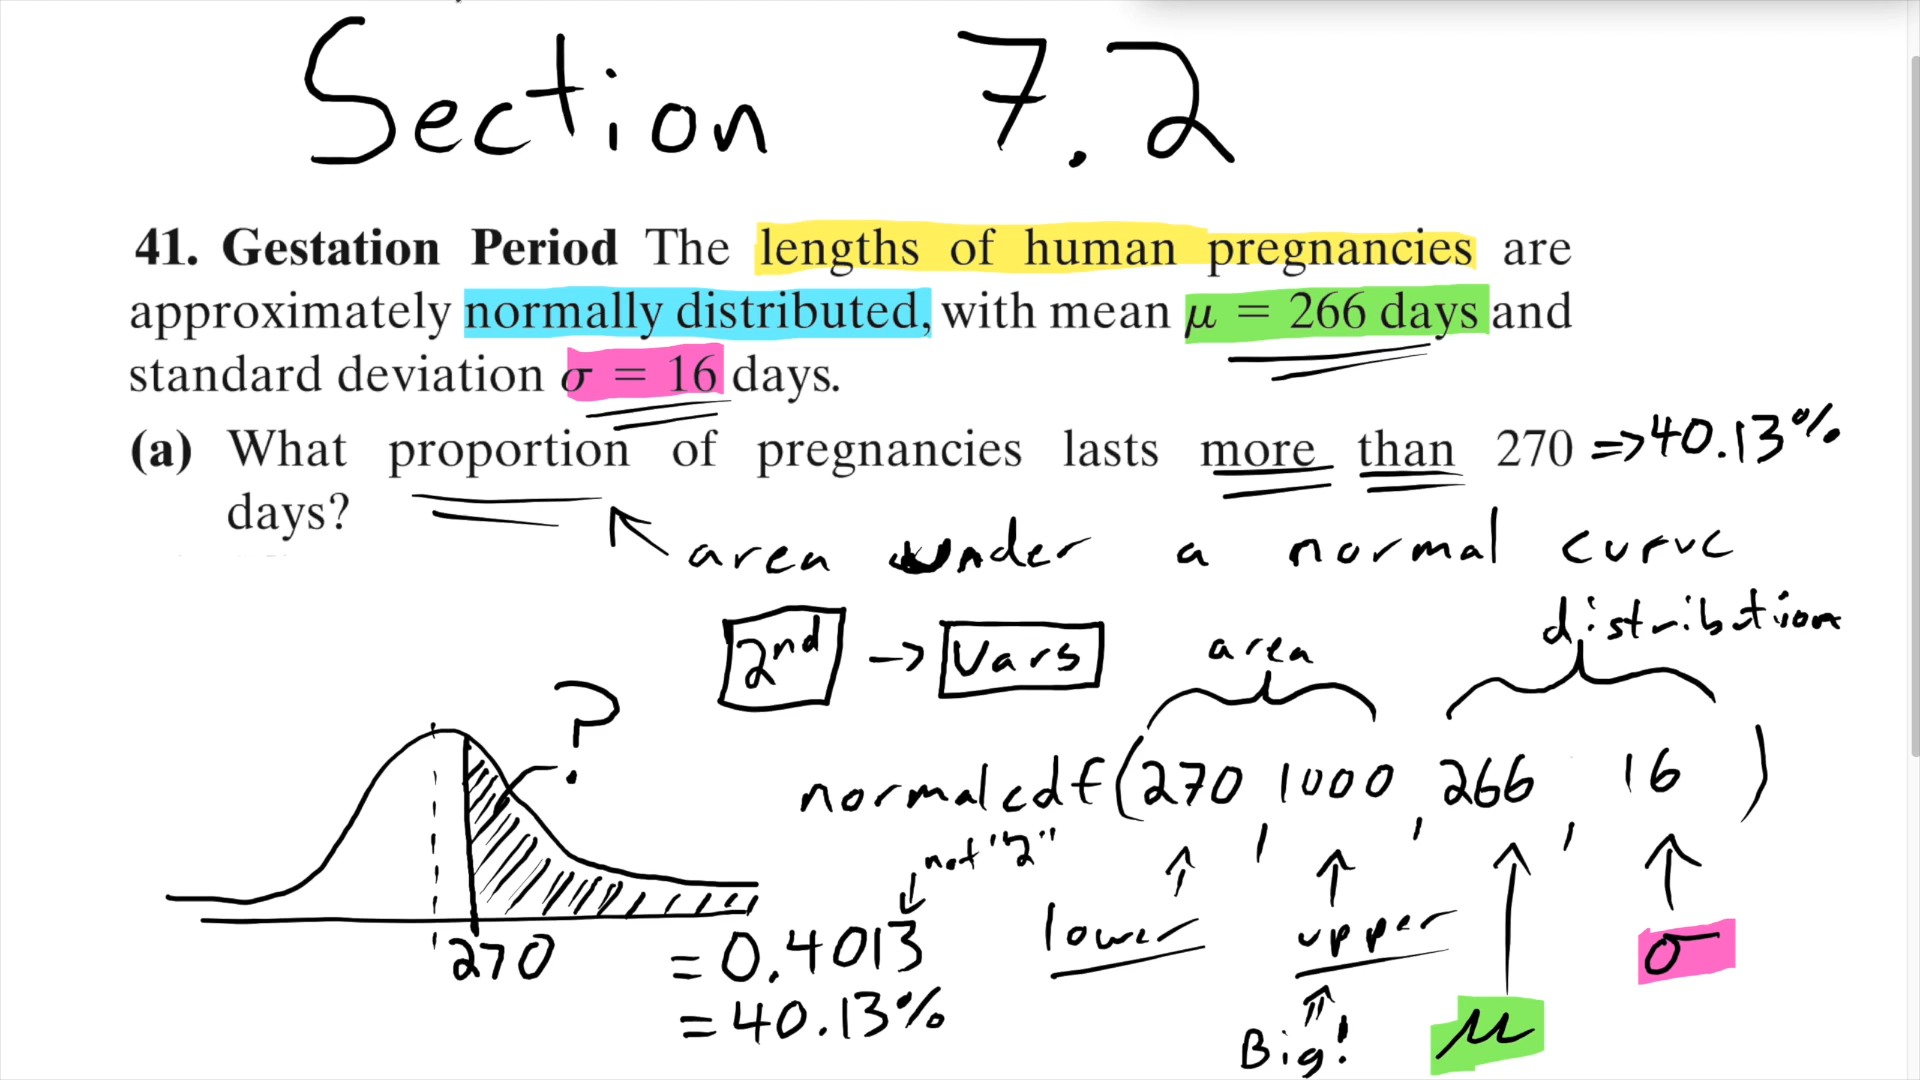 Section 7.2
41. Gestation Period The lengths of human pregnancies are
approximately normally distributed, with mean μ = 266 days and
standard deviation σ = 16 days.
(a) What proportion of pregnancies lasts more than 270 => 40.13%
days?
area under a normal curve
distribution
2nd -> Vars
area
?
normalcdf(270, 1000, 266, 16)
not "2"
270
= 0.4013
= 40.13%
lower
upper
σ
Big!
μ